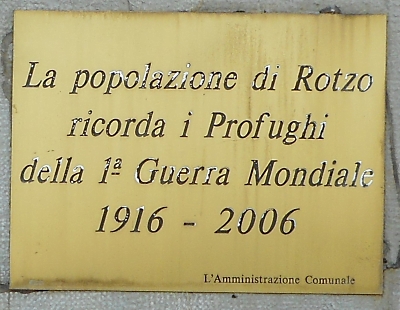 La popolazione di Rotzo
ricorda i Profughi
della 1ª Guerra Mondiale
1916 - 2006
L'Amministrazione Comunale